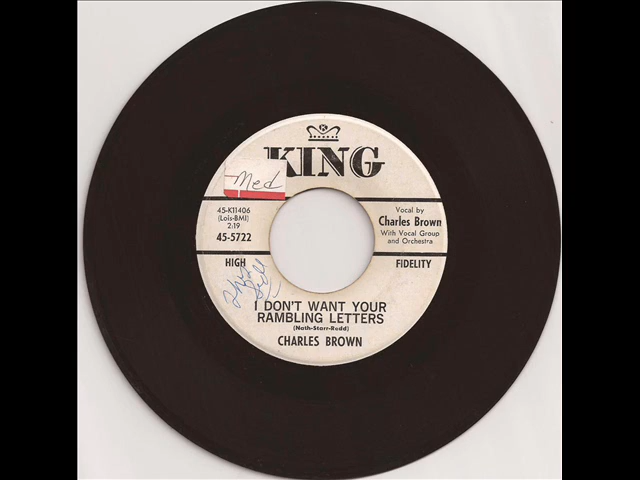 K
KING
Med
45-K11406
(Lois-BMI)
2:19
45-5722
Vocal by
Charles Brown
With Vocal Group
and Orchestra
HIGH FIDELITY
I DON'T WANT YOUR
RAMBLING LETTERS
(Nath-Starr-Redd)
CHARLES BROWN